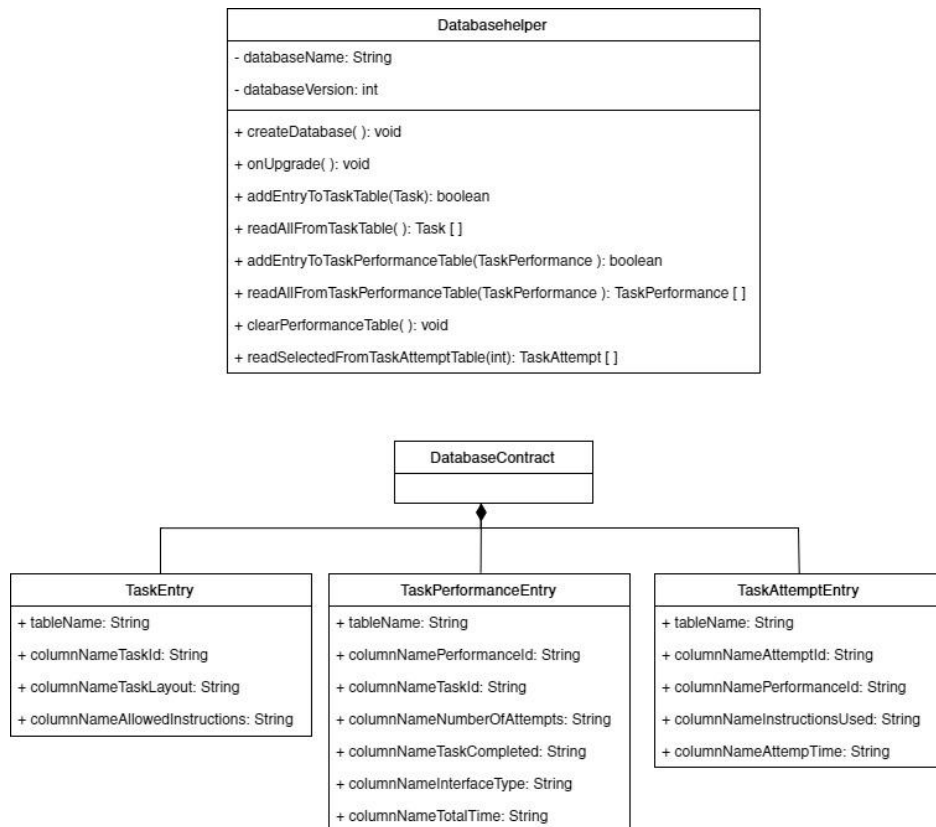 Databasehelper
- databaseName: String
- databaseVersion: int
+ createDatabase( ): void
+ onUpgrade( ): void
+ addEntryToTaskTable(Task): boolean
+ readAllFromTaskTable( ): Task [ ]
+ addEntryToTaskPerformanceTable(TaskPerformance ): boolean
+ readAllFromTaskPerformanceTable(TaskPerformance ): TaskPerformance [ ]
+ clearPerformanceTable( ): void
+ readSelectedFromTaskAttemptTable(int): TaskAttempt [ ]
DatabaseContract
TaskEntry
+ tableName: String
+ columnNameTaskId: String
+ columnNameTaskLayout: String
+ columnNameAllowedInstructions: String
TaskPerformanceEntry
+ tableName: String
+ columnNamePerformanceId: String
+ columnNameTaskId: String
+ columnNameNumberOfAttempts: String
+ columnNameTaskCompleted: String
+ columnNameInterfaceType: String
+ columnNameTotalTime: String
TaskAttemptEntry
+ tableName: String
+ columnNameAttemptId: String
+ columnNamePerformanceId: String
+ columnNameInstructionsUsed: String
+ columnNameAttempTime: String